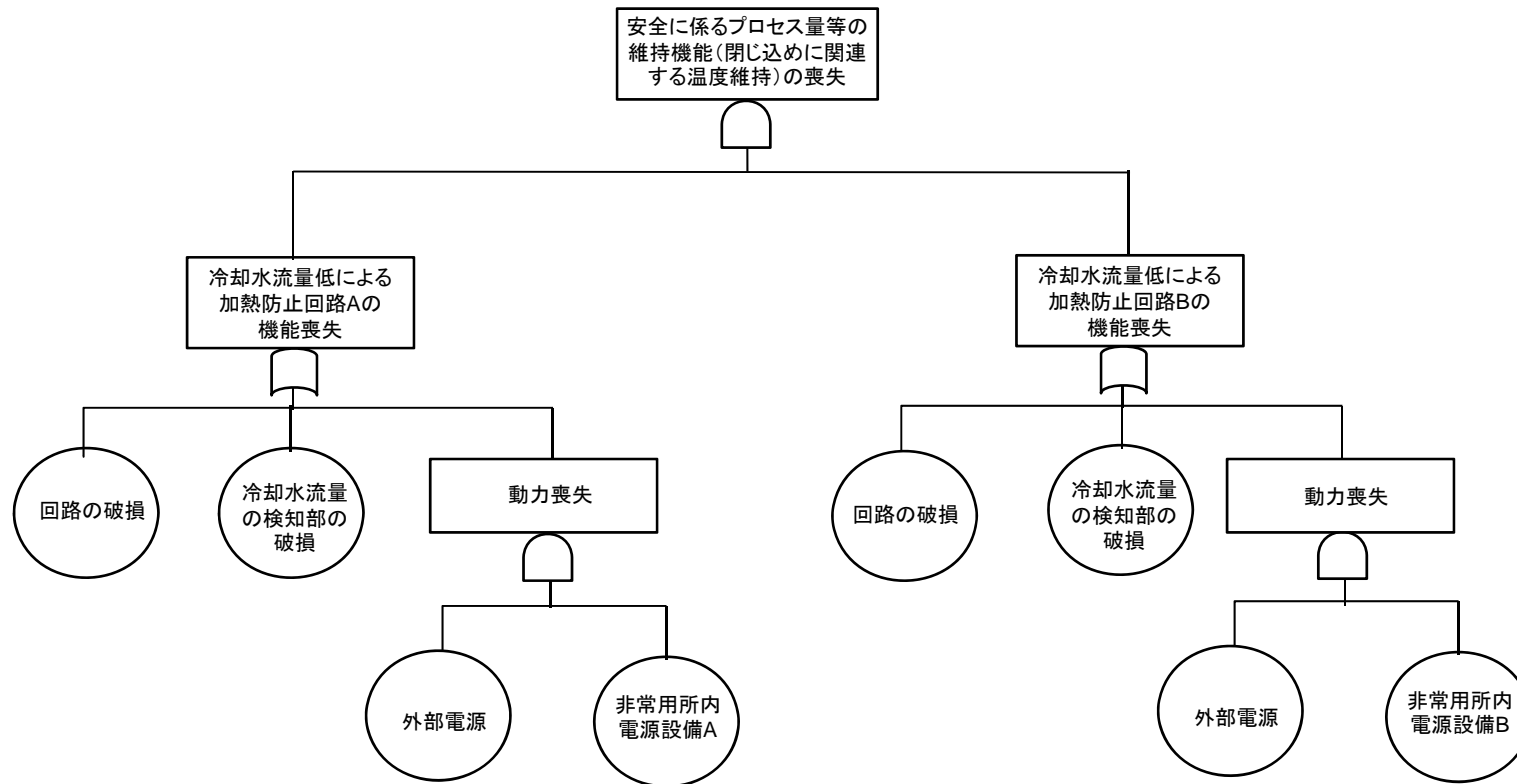 安全に係るプロセス量等の
維持機能(閉じ込めに関連
する温度維持)の喪失
冷却水流量低による
加熱防止回路Aの
機能喪失
冷却水流量低による
加熱防止回路Bの
機能喪失
回路の破損
冷却水流量
の検知部の
破損
動力喪失
回路の破損
冷却水流量
の検知部の
破損
動力喪失
外部電源
非常用所内
電源設備A
外部電源
非常用所内
電源設備B